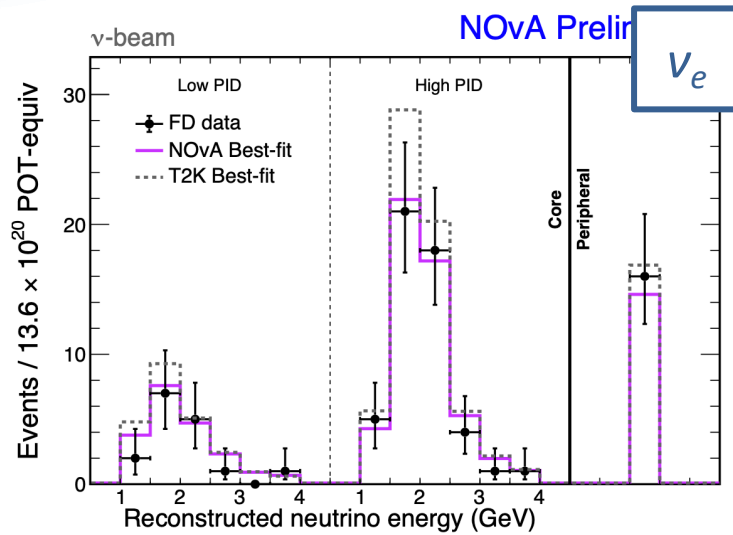 ν-beam
NOvA Prelim
νe
Low PID
High PID
FD data
NOvA Best-fit
T2K Best-fit
Core
Peripheral
Events / 13.6 × 10²⁰ POT-equiv
30
20
10
0
1 2 3 4 1 2 3 4
Reconstructed neutrino energy (GeV)